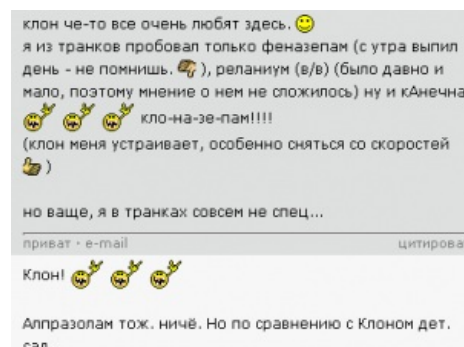 клон че-то все очень любят здесь.
я из транков пробовал только феназепам (с утра выпил
день - не помнишь. ), реланиум (в/в) (было давно и
мало, поэтому мнение о нем не сложилось) ну и кАнечна
кло-на-зе-пам!!!!
(клон меня устраивает, особенно сняться со скоростей
)
но ваще, я в транках совсем не спец...
приват · e-mail цитирова
Клон!
Алпразолам тож. ничё. Но по сравнению с Клоном дет.
сад